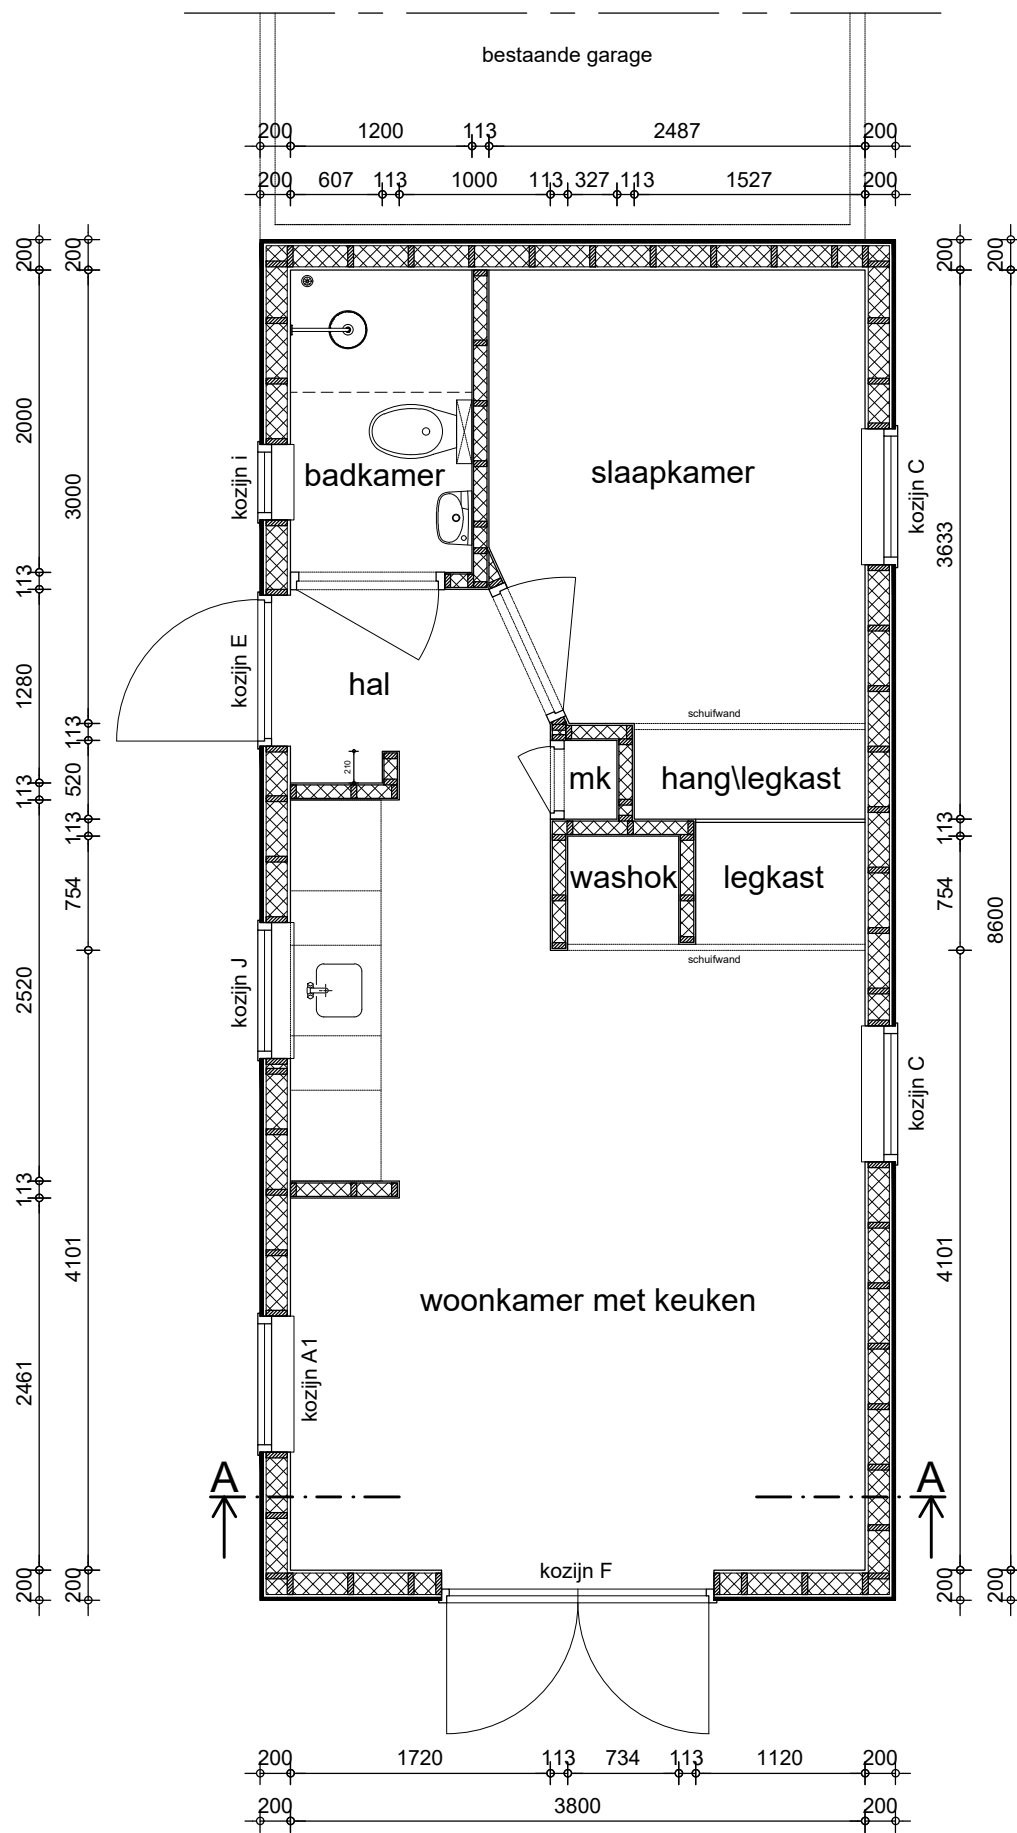 bestaande garage
200 1200 113 2487 200
200 607 113 1000 113 327 113 1527 200
200 200 200 200
2000
3000
113
1280
113
520
113
113
754
2520
113
4101
2461
200 200
badkamer
slaapkamer
kozijn i
kozijn C
3633
kozijn E
hal
schuifwand
210
mk
hang\legkast
113
washok
legkast
754
8600
schuifwand
kozijn J
kozijn C
4101
woonkamer met keuken
kozijn A1
A A
kozijn F
200 200
200 1720 113 734 113 1120 200
200 3800 200